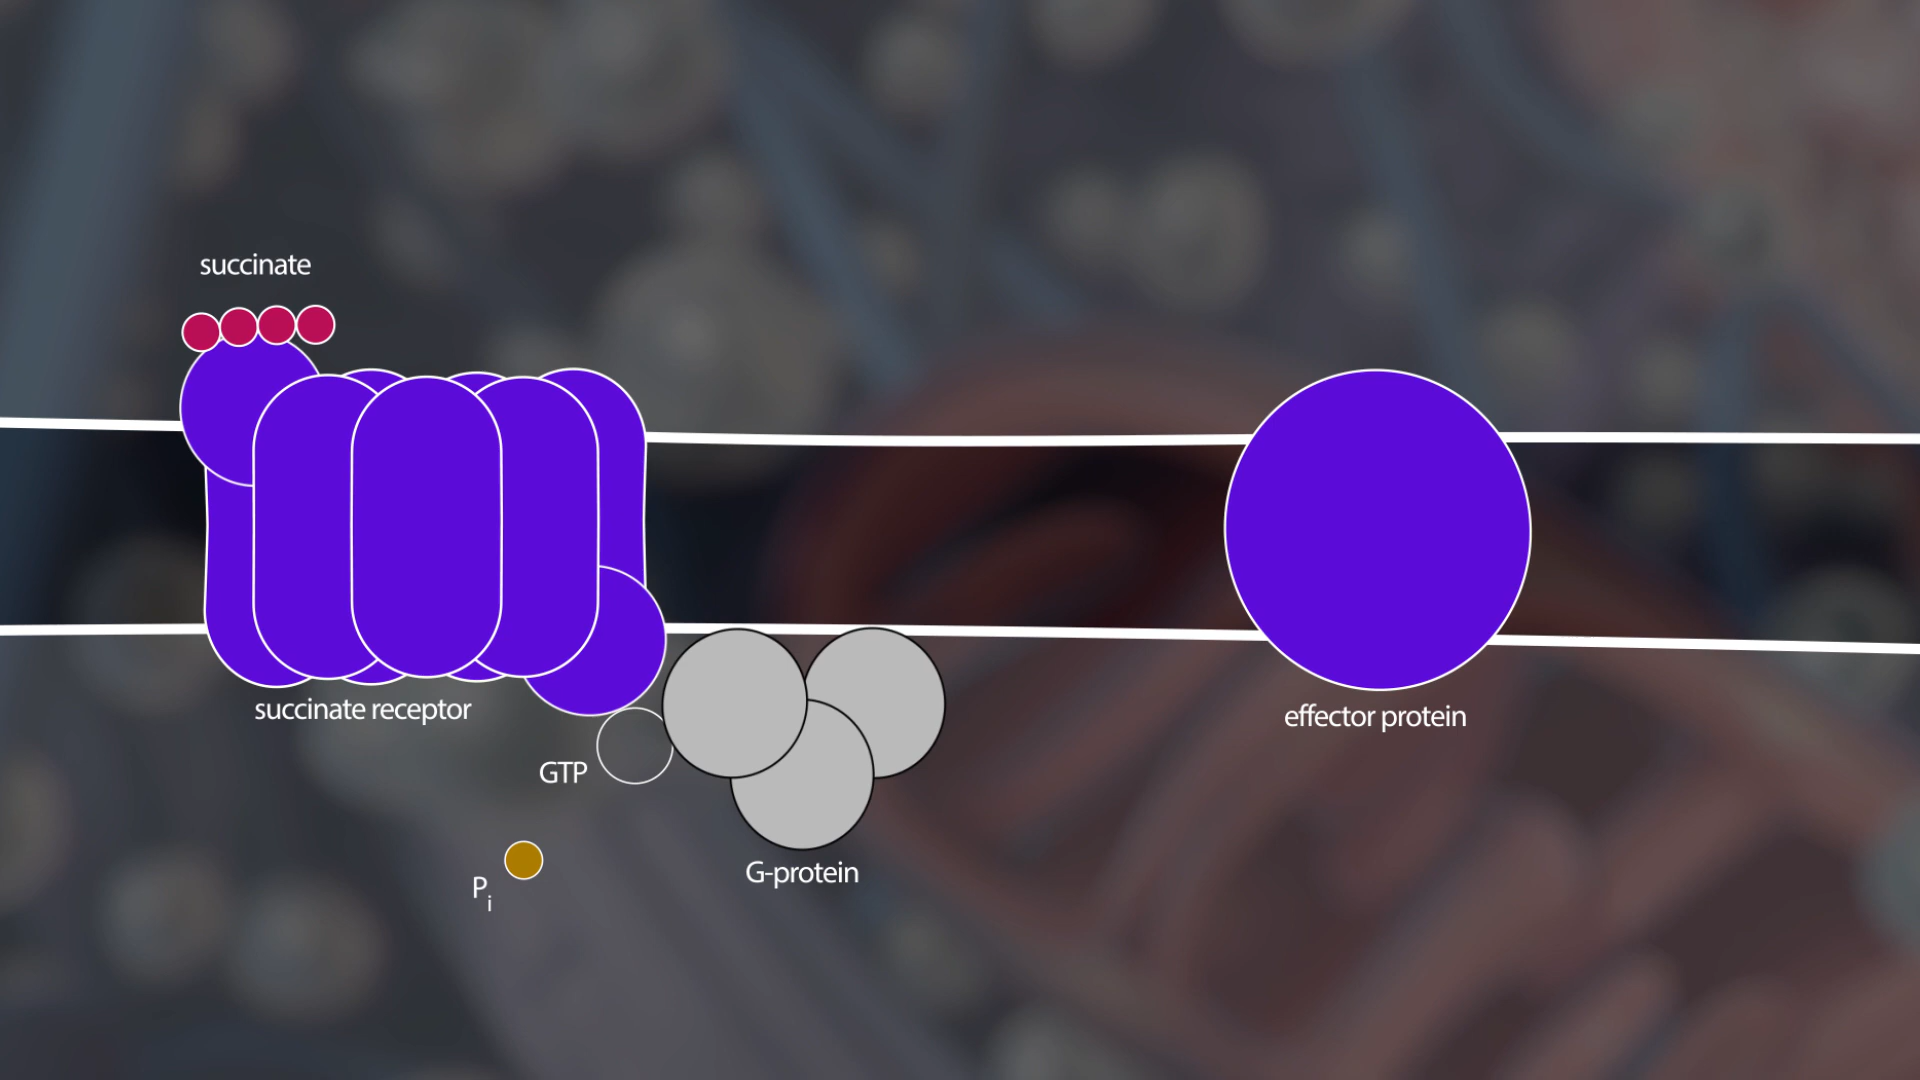 succinate
succinate receptor
effector protein
GTP
G-protein
Pi